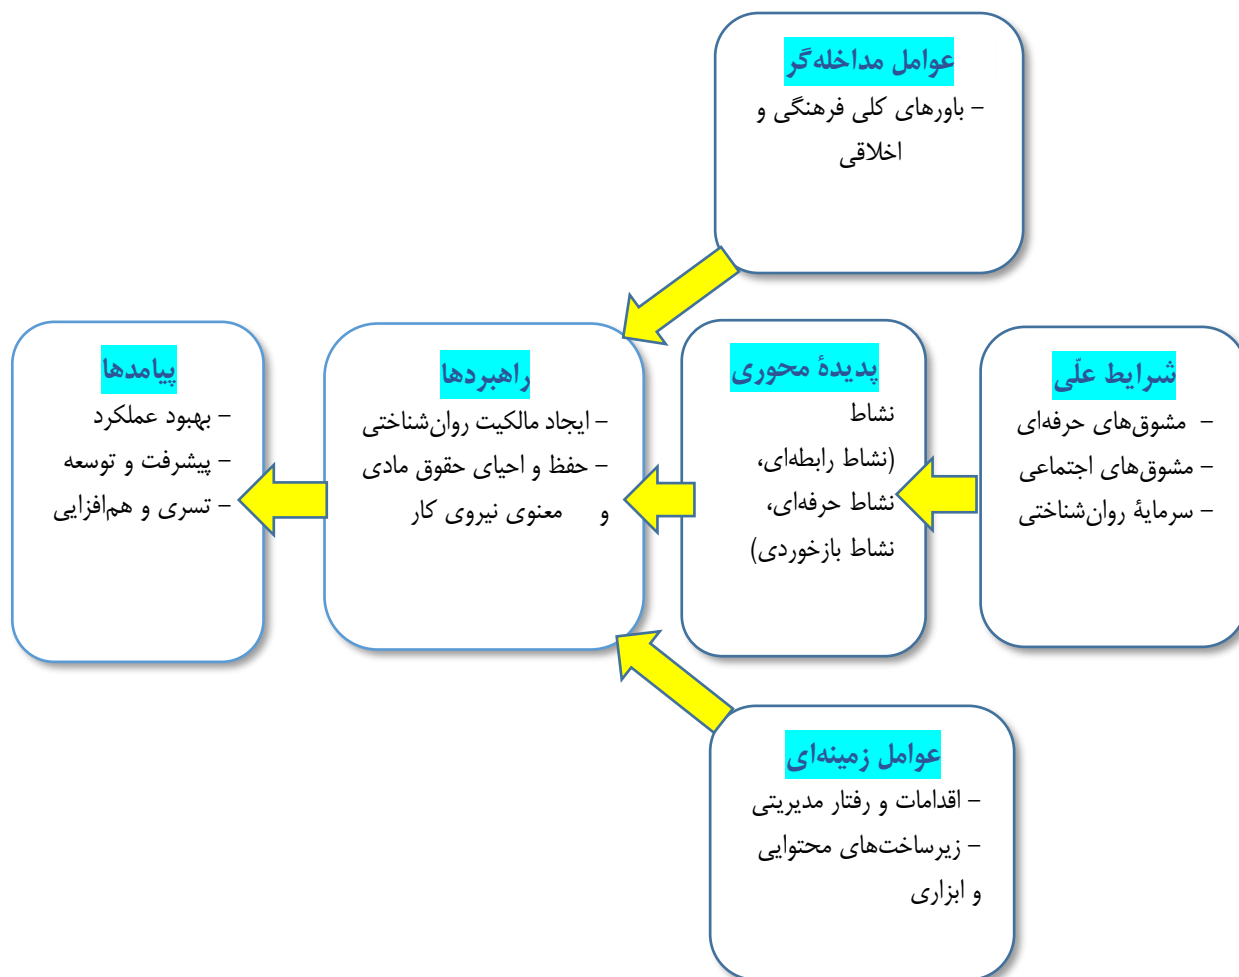 عوامل مداخله‌گر
- باورهای کلی فرهنگی و
اخلاقی
شرایط علّی
- مشوق‌های حرفه‌ای
- مشوق‌های اجتماعی
- سرمایۀ روان‌شناختی
پدیدۀ محوری
نشاط
(نشاط رابطه‌ای،
نشاط حرفه‌ای،
نشاط بازخوردی)
راهبردها
- ایجاد مالکیت روان‌شناختی
- حفظ و احیای حقوق مادی
و معنوی نیروی کار
پیامدها
- بهبود عملکرد
- پیشرفت و توسعه
- تسری و هم‌افزایی
عوامل زمینه‌ای
- اقدامات و رفتار مدیریتی
- زیرساخت‌های محتوایی
و ابزاری